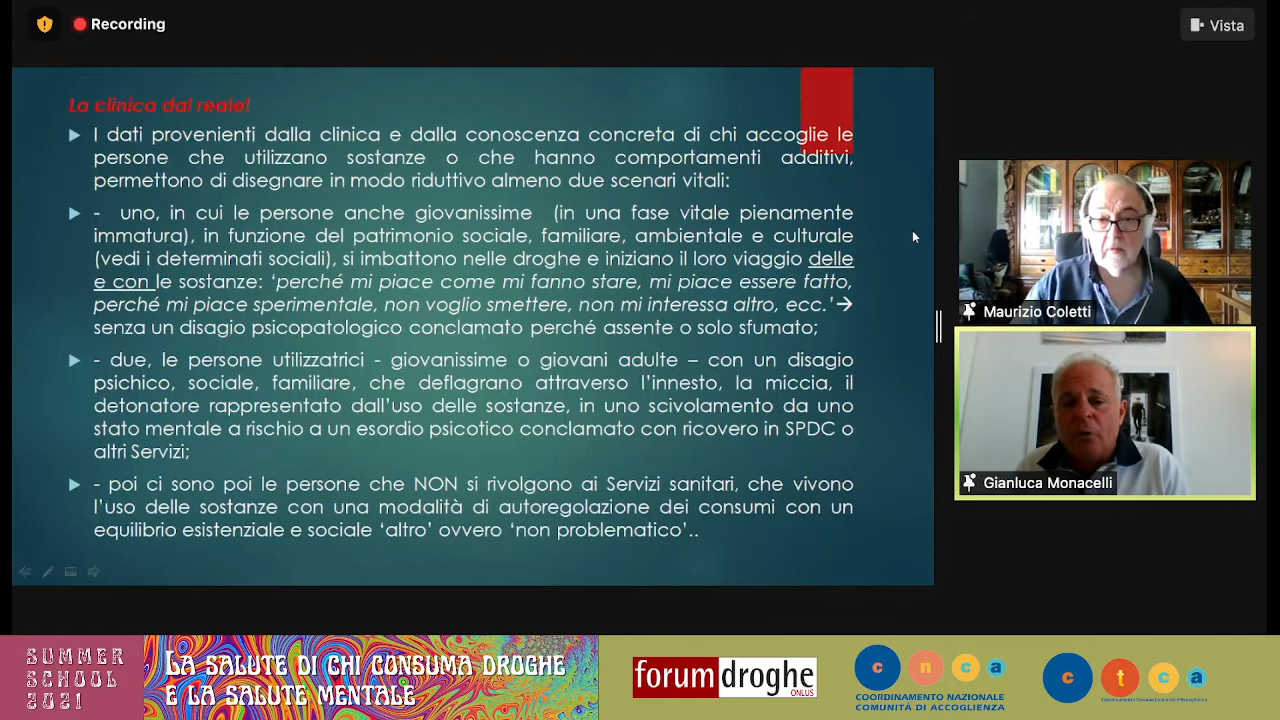 Recording
Vista
La clinica dal reale!
I dati provenienti dalla clinica e dalla conoscenza concreta di chi accoglie le
persone che utilizzano sostanze o che hanno comportamenti additivi,
permettono di disegnare in modo riduttivo almeno due scenari vitali:
- uno, in cui le persone anche giovanissime (in una fase vitale pienamente
immatura), in funzione del patrimonio sociale, familiare, ambientale e culturale
(vedi i determinati sociali), si imbattono nelle droghe e iniziano il loro viaggio delle
e con le sostanze: ‘perché mi piace come mi fanno stare, mi piace essere fatto,
perché mi piace sperimentale, non voglio smettere, non mi interessa altro, ecc.’→
senza un disagio psicopatologico conclamato perché assente o solo sfumato;
- due, le persone utilizzatrici - giovanissime o giovani adulte – con un disagio
psichico, sociale, familiare, che deflagrano attraverso l’innesto, la miccia, il
detonatore rappresentato dall’uso delle sostanze, in uno scivolamento da uno
stato mentale a rischio a un esordio psicotico conclamato con ricovero in SPDC o
altri Servizi;
- poi ci sono poi le persone che NON si rivolgono ai Servizi sanitari, che vivono
l’uso delle sostanze con una modalità di autoregolazione dei consumi con un
equilibrio esistenziale e sociale ‘altro’ ovvero ‘non problematico’..
Maurizio Coletti
Gianluca Monacelli
SUMMER
SCHOOL
2021
LA SALUTE DI CHI CONSUMA DROGHE
E LA SALUTE MENTALE
forumdroghe
ONLUS
c n c a
COORDINAMENTO NAZIONALE
COMUNITÀ DI ACCOGLIENZA
c t c a